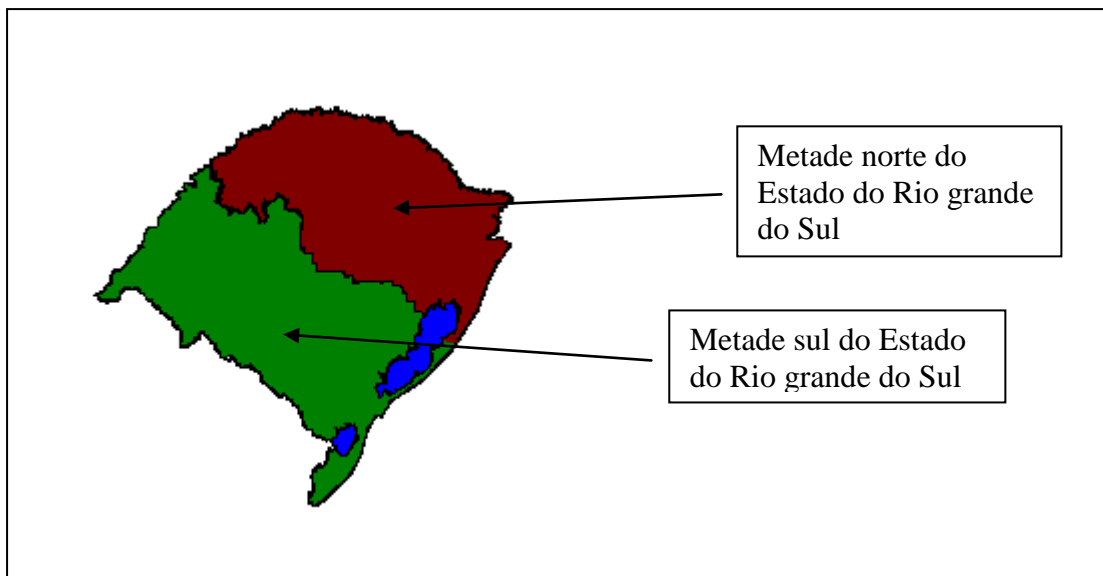 Metade norte do
Estado do Rio grande
do Sul
Metade sul do Estado
do Rio grande do Sul